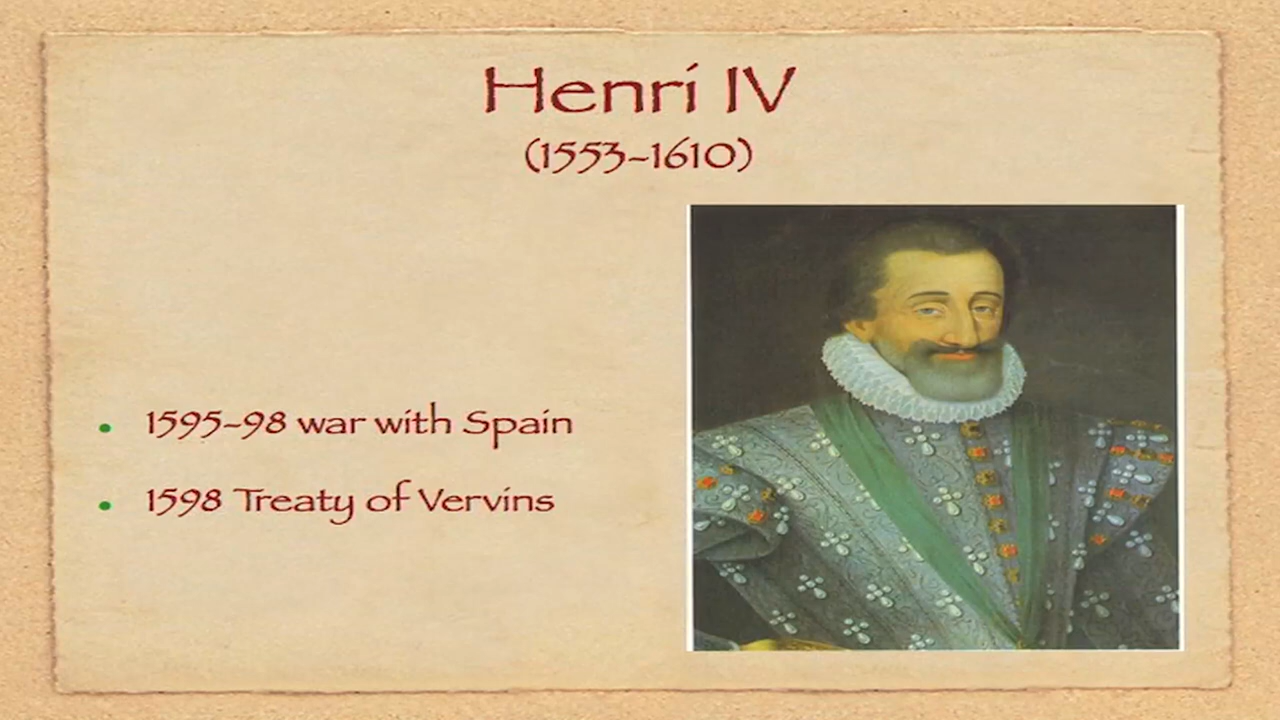 Henri IV
(1553-1610)
• 1595-98 war with Spain
• 1598 Treaty of Vervins